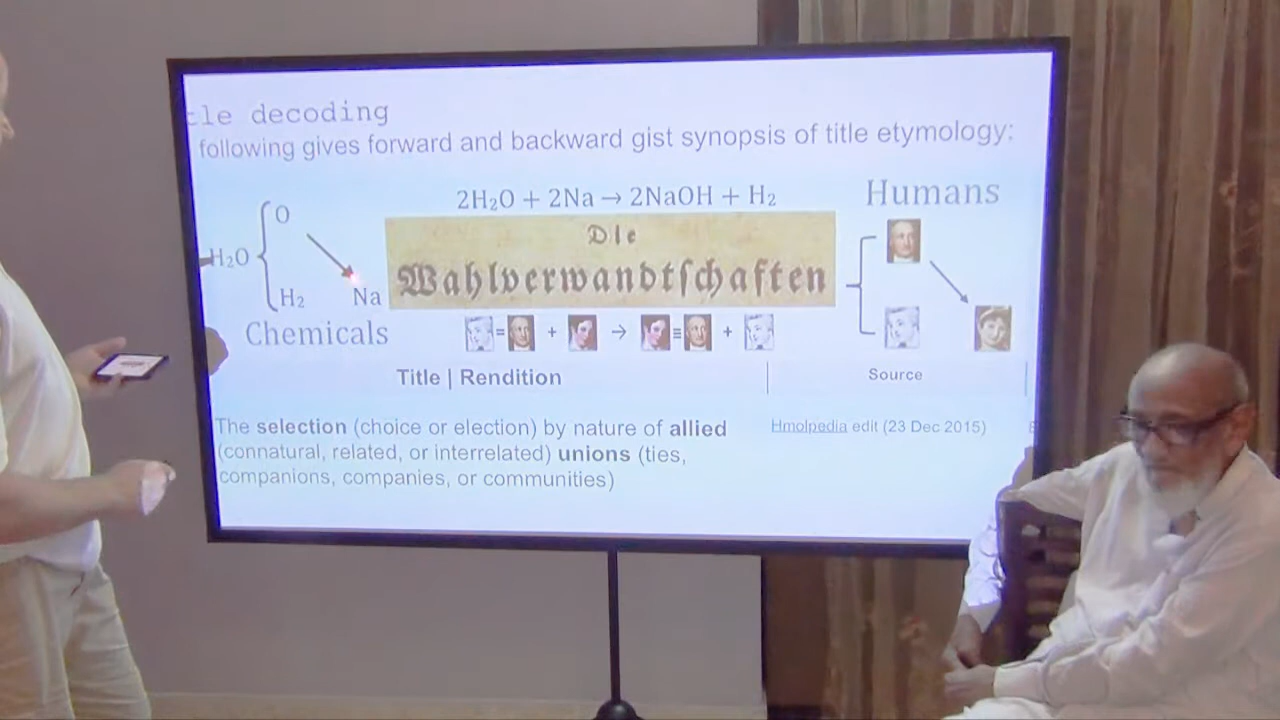 tle decoding
following gives forward and backward gist synopsis of title etymology:
2H₂O + 2Na → 2NaOH + H₂
Humans
O
H₂O
H₂
Na
Chemicals
Die
Wahlverwandtſchaften
= + → ≡ +
Title | Rendition
Source
The selection (choice or election) by nature of allied
(connatural, related, or interrelated) unions (ties,
companions, companies, or communities)
Hmolpedia edit (23 Dec 2015)